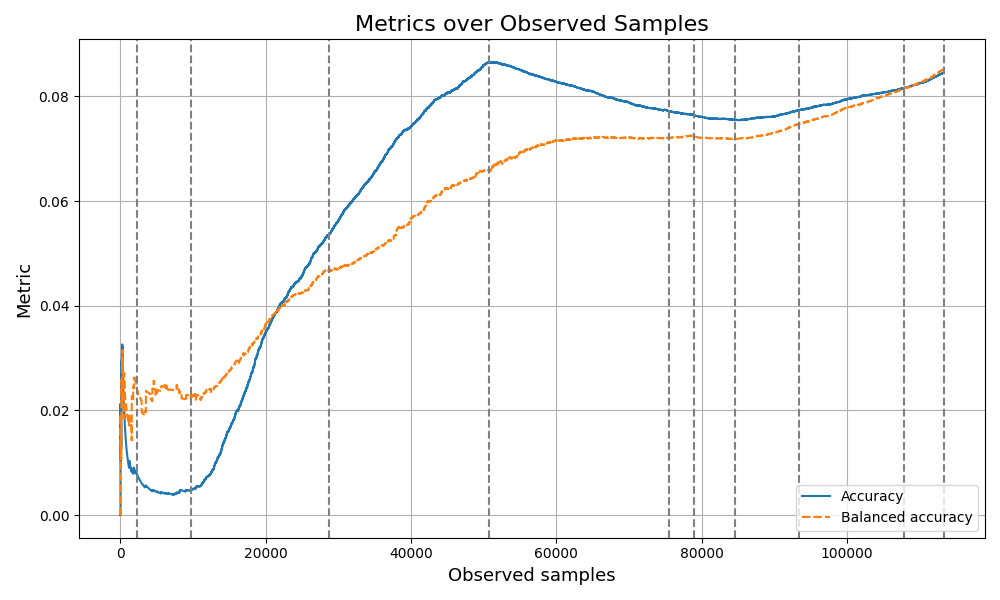 Metrics over Observed Samples
Metric
0.08
0.06
0.04
0.02
0.00
0
20000
40000
60000
80000
100000
Observed samples
Accuracy
Balanced accuracy